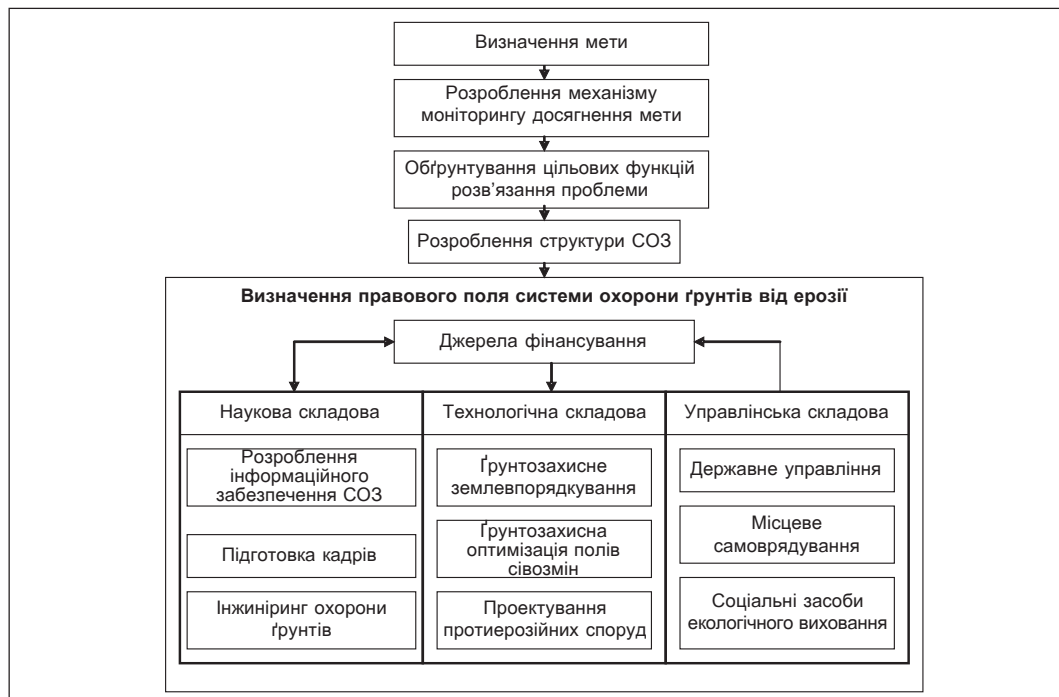 Визначення мети
Розроблення механізму
моніторингу досягнення мети
Обґрунтування цільових функцій
розв’язання проблеми
Розроблення структури СОЗ
Визначення правового поля системи охорони ґрунтів від ерозії
Джерела фінансування
Наукова складова
Розроблення
інформаційного
забезпечення СОЗ
Підготовка кадрів
Інжиніринг охорони
ґрунтів
Технологічна складова
Ґрунтозахисне
землевпорядкування
Ґрунтозахисна
оптимізація полів
сівозмін
Проектування
протиерозійних споруд
Управлінська складова
Державне управління
Місцеве
самоврядування
Соціальні засоби
екологічного виховання